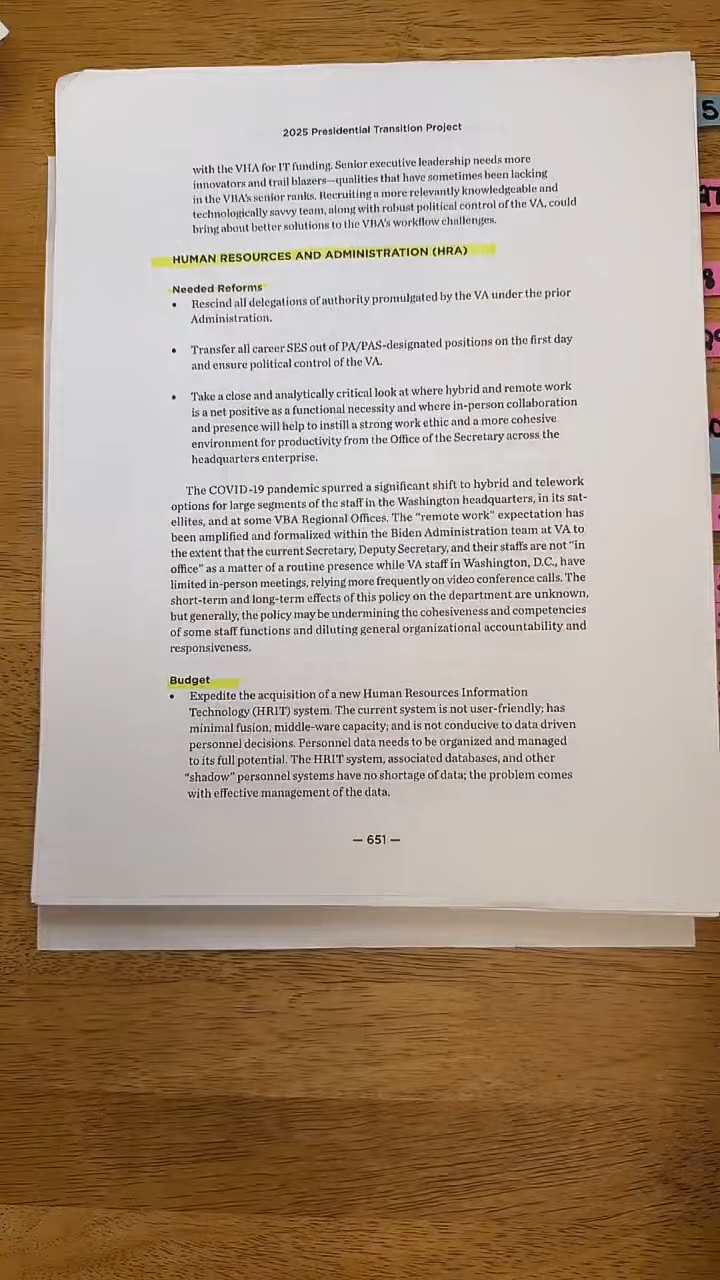 2025 Presidential Transition Project
with the VHA for IT funding. Senior executive leadership needs more
innovators and trail blazers—qualities that have sometimes been lacking
in the VBA's senior ranks. Recruiting a more relevantly knowledgeable and
technologically savvy team, along with robust political control of the VA, could
bring about better solutions to the VBA's workflow challenges.
HUMAN RESOURCES AND ADMINISTRATION (HRA)
Needed Reforms
• Rescind all delegations of authority promulgated by the VA under the prior
Administration.
• Transfer all career SES out of PA/PAS-designated positions on the first day
and ensure political control of the VA.
• Take a close and analytically critical look at where hybrid and remote work
is a net positive as a functional necessity and where in-person collaboration
and presence will help to instill a strong work ethic and a more cohesive
environment for productivity from the Office of the Secretary across the
headquarters enterprise.
The COVID-19 pandemic spurred a significant shift to hybrid and telework
options for large segments of the staff in the Washington headquarters, in its sat-
ellites, and at some VBA Regional Offices. The "remote work" expectation has
been amplified and formalized within the Biden Administration team at VA to
the extent that the current Secretary, Deputy Secretary, and their staffs are not "in
office" as a matter of a routine presence while VA staff in Washington, D.C., have
limited in-person meetings, relying more frequently on video conference calls. The
short-term and long-term effects of this policy on the department are unknown,
but generally, the policy may be undermining the cohesiveness and competencies
of some staff functions and diluting general organizational accountability and
responsiveness.
Budget
• Expedite the acquisition of a new Human Resources Information
Technology (HRIT) system. The current system is not user-friendly; has
minimal fusion, middle-ware capacity; and is not conducive to data driven
personnel decisions. Personnel data needs to be organized and managed
to its full potential. The HRIT system, associated databases, and other
"shadow" personnel systems have no shortage of data; the problem comes
with effective management of the data.
— 651 —
5
8